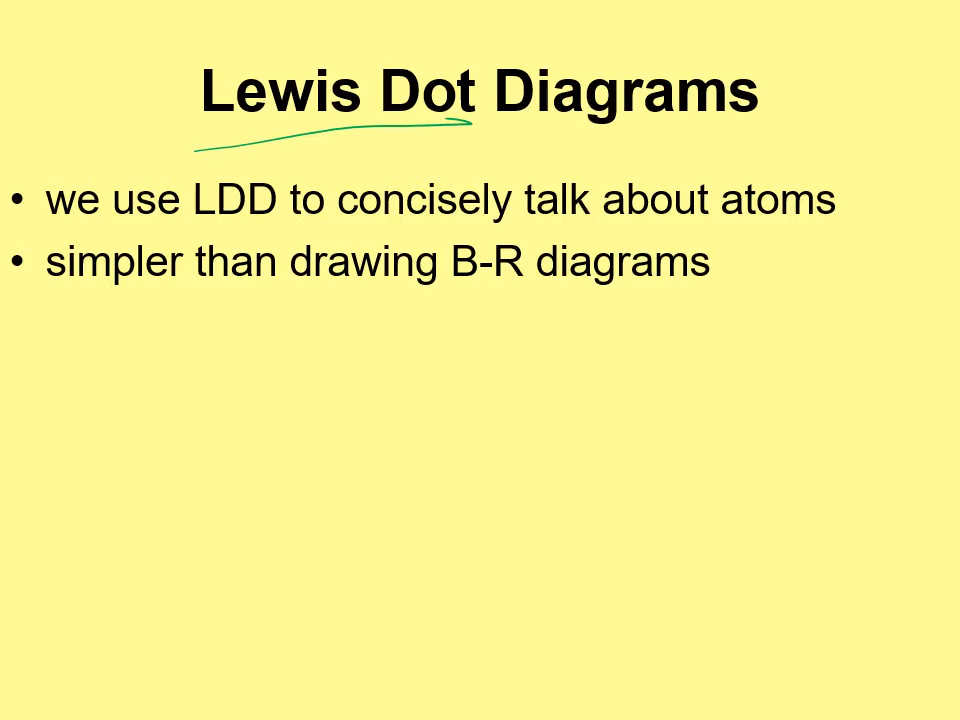 Lewis Dot Diagrams
• we use LDD to concisely talk about atoms
• simpler than drawing B-R diagrams